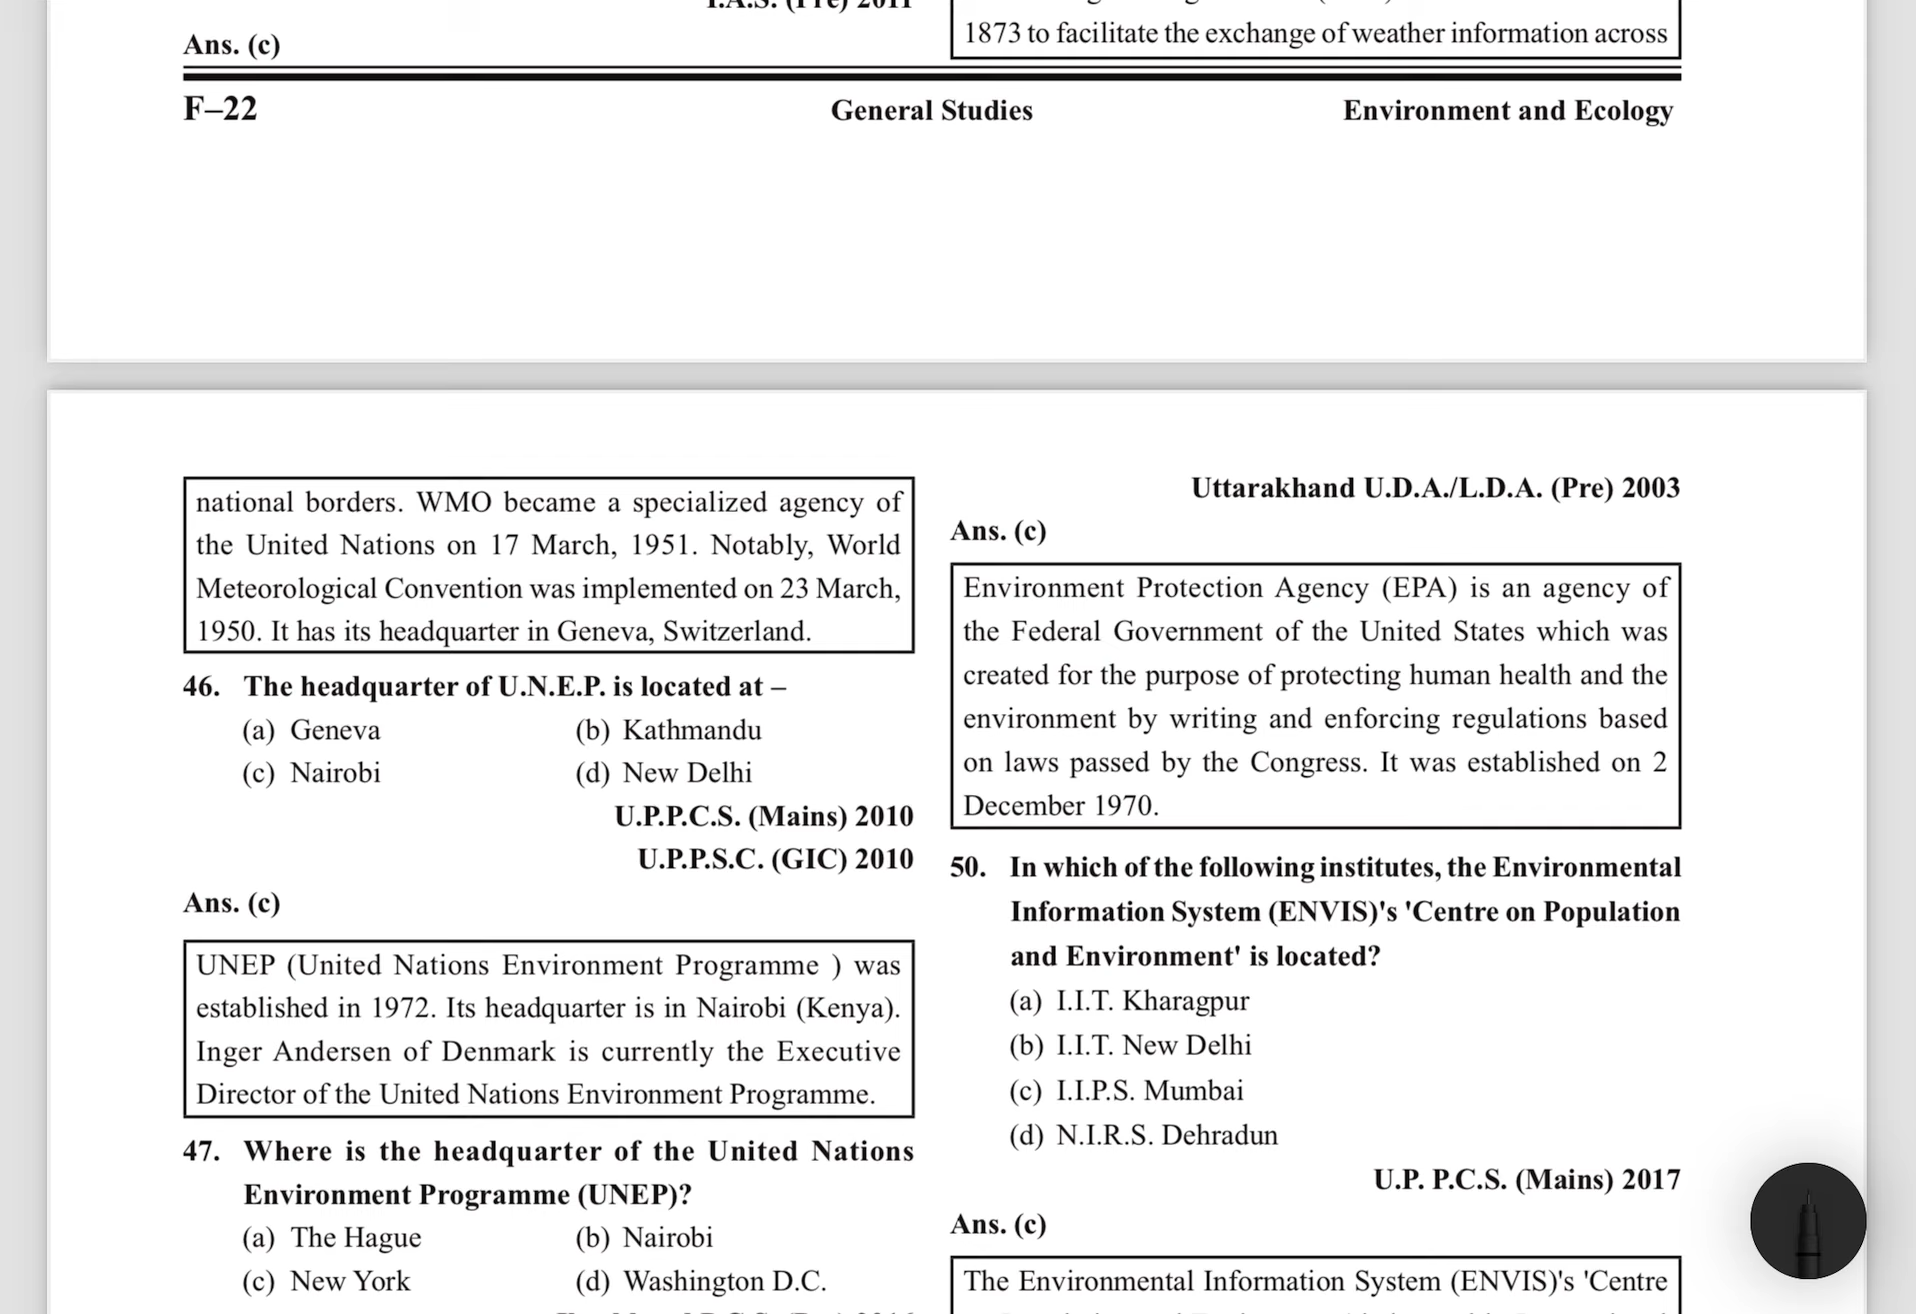 I.A.S. (Pre) 2011
Ans. (c)
1873 to facilitate the exchange of weather information across
F–22 General Studies Environment and Ecology
national borders. WMO became a specialized agency of
the United Nations on 17 March, 1951. Notably, World
Meteorological Convention was implemented on 23 March,
1950. It has its headquarter in Geneva, Switzerland.
46. The headquarter of U.N.E.P. is located at –
(a) Geneva (b) Kathmandu
(c) Nairobi (d) New Delhi
U.P.P.C.S. (Mains) 2010
U.P.P.S.C. (GIC) 2010
Ans. (c)
UNEP (United Nations Environment Programme ) was
established in 1972. Its headquarter is in Nairobi (Kenya).
Inger Andersen of Denmark is currently the Executive
Director of the United Nations Environment Programme.
47. Where is the headquarter of the United Nations
Environment Programme (UNEP)?
(a) The Hague (b) Nairobi
(c) New York (d) Washington D.C.
Uttarakhand U.D.A./L.D.A. (Pre) 2003
Ans. (c)
Environment Protection Agency (EPA) is an agency of
the Federal Government of the United States which was
created for the purpose of protecting human health and the
environment by writing and enforcing regulations based
on laws passed by the Congress. It was established on 2
December 1970.
50. In which of the following institutes, the Environmental
Information System (ENVIS)'s 'Centre on Population
and Environment' is located?
(a) I.I.T. Kharagpur
(b) I.I.T. New Delhi
(c) I.I.P.S. Mumbai
(d) N.I.R.S. Dehradun
U.P. P.C.S. (Mains) 2017
Ans. (c)
The Environmental Information System (ENVIS)'s 'Centre